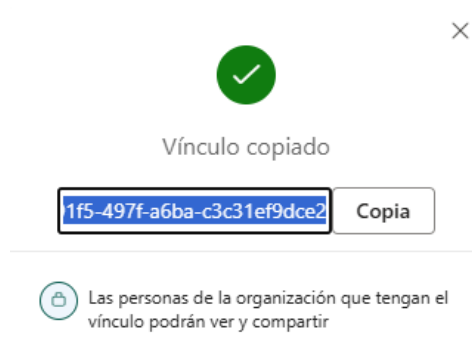 Vínculo copiado
1f5-497f-a6ba-c3c31ef9dce2 Copia
Las personas de la organización que tengan el
vínculo podrán ver y compartir